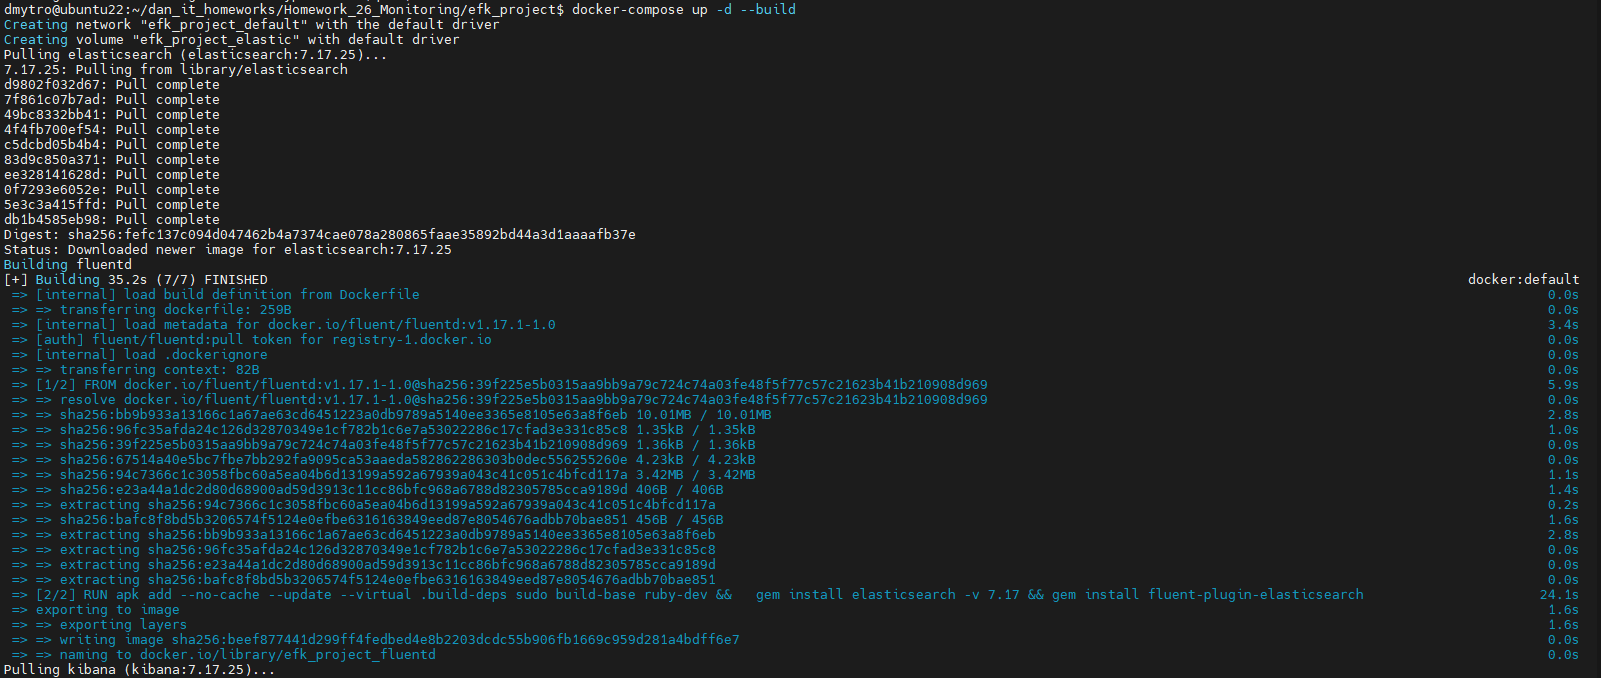 dmytro@ubuntu22:~/dan_it_homeworks/Homework_26_Monitoring/efk_project$ docker-compose up -d --build
Creating network "efk_project_default" with the default driver
Creating volume "efk_project_elastic" with default driver
Pulling elasticsearch (elasticsearch:7.17.25)...
7.17.25: Pulling from library/elasticsearch
d9802f032d67: Pull complete
7f861c07b7ad: Pull complete
49bc8332bb41: Pull complete
4f4fb700ef54: Pull complete
c5dcbd05b4b4: Pull complete
83d9c850a371: Pull complete
ee328141628d: Pull complete
0f7293e6052e: Pull complete
5e3c3a415ffd: Pull complete
db1b4585eb98: Pull complete
Digest: sha256:fefc137c094d047462b4a7374cae078a280865faae35892bd44a3d1aaaafb37e
Status: Downloaded newer image for elasticsearch:7.17.25
Building fluentd
[+] Building 35.2s (7/7) FINISHED docker:default
=> [internal] load build definition from Dockerfile 0.0s
=> => transferring dockerfile: 259B 0.0s
=> [internal] load metadata for docker.io/fluent/fluentd:v1.17.1-1.0 3.4s
=> [auth] fluent/fluentd:pull token for registry-1.docker.io 0.0s
=> [internal] load .dockerignore 0.0s
=> => transferring context: 82B 0.0s
=> [1/2] FROM docker.io/fluent/fluentd:v1.17.1-1.0@sha256:39f225e5b0315aa9bb9a79c724c74a03fe48f5f77c57c21623b41b210908d969 5.9s
=> => resolve docker.io/fluent/fluentd:v1.17.1-1.0@sha256:39f225e5b0315aa9bb9a79c724c74a03fe48f5f77c57c21623b41b210908d969 0.0s
=> => sha256:bb9b933a13166c1a67ae63cd6451223a0db9789a5140ee3365e8105e63a8f6eb 10.01MB / 10.01MB 2.8s
=> => sha256:96fc35afda24c126d32870349e1cf782b1c6e7a53022286c17cfad3e331c85c8 1.35kB / 1.35kB 1.0s
=> => sha256:39f225e5b0315aa9bb9a79c724c74a03fe48f5f77c57c21623b41b210908d969 1.36kB / 1.36kB 0.0s
=> => sha256:67514a40e5bc7fbe7bb292fa9095ca53aaeda582862286303b0dec556255260e 4.23kB / 4.23kB 0.0s
=> => sha256:94c7366c1c3058fbc60a5ea04b6d13199a592a67939a043c41c051c4bfcd117a 3.42MB / 3.42MB 1.1s
=> => sha256:e23a44a1dc2d80d68900ad59d3913c11cc86bfc968a6788d82305785cca9189d 406B / 406B 1.4s
=> => extracting sha256:94c7366c1c3058fbc60a5ea04b6d13199a592a67939a043c41c051c4bfcd117a 0.2s
=> => sha256:bafc8f8bd5b3206574f5124e0efbe6316163849eed87e8054676adbb70bae851 456B / 456B 1.6s
=> => extracting sha256:bb9b933a13166c1a67ae63cd6451223a0db9789a5140ee3365e8105e63a8f6eb 2.8s
=> => extracting sha256:96fc35afda24c126d32870349e1cf782b1c6e7a53022286c17cfad3e331c85c8 0.0s
=> => extracting sha256:e23a44a1dc2d80d68900ad59d3913c11cc86bfc968a6788d82305785cca9189d 0.0s
=> => extracting sha256:bafc8f8bd5b3206574f5124e0efbe6316163849eed87e8054676adbb70bae851 0.0s
=> [2/2] RUN apk add --no-cache --update --virtual .build-deps sudo build-base ruby-dev &&   gem install elasticsearch -v 7.17 && gem install fluent-plugin-elasticsearch 24.1s
=> exporting to image 1.6s
=> => exporting layers 1.6s
=> => writing image sha256:beef877441d299ff4fedbed4e8b2203dcdc55b906fb1669c959d281a4bdff6e7 0.0s
=> => naming to docker.io/library/efk_project_fluentd 0.0s
Pulling kibana (kibana:7.17.25)...